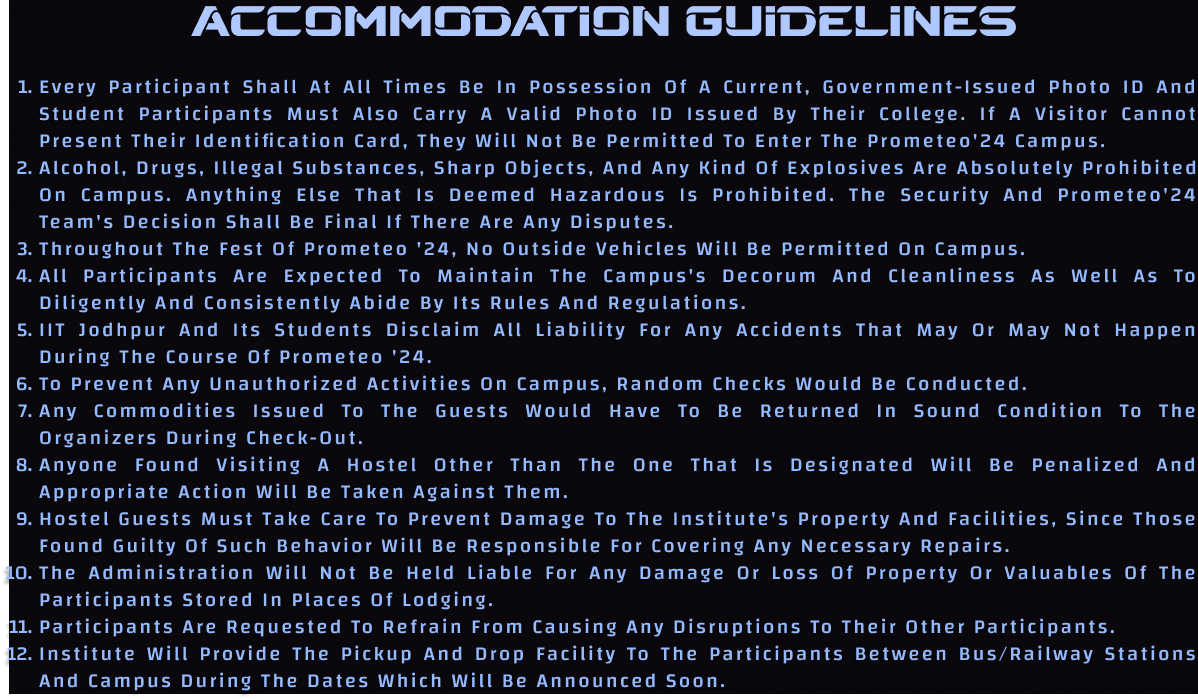 ACCOMMODATION GUIDELINES
1. Every Participant Shall At All Times Be In Possession Of A Current, Government-Issued Photo ID And
Student Participants Must Also Carry A Valid Photo ID Issued By Their College. If A Visitor Cannot
Present Their Identification Card, They Will Not Be Permitted To Enter The Prometeo'24 Campus.
2. Alcohol, Drugs, Illegal Substances, Sharp Objects, And Any Kind Of Explosives Are Absolutely Prohibited
On Campus. Anything Else That Is Deemed Hazardous Is Prohibited. The Security And Prometeo'24
Team's Decision Shall Be Final If There Are Any Disputes.
3. Throughout The Fest Of Prometeo '24, No Outside Vehicles Will Be Permitted On Campus.
4. All Participants Are Expected To Maintain The Campus's Decorum And Cleanliness As Well As To
Diligently And Consistently Abide By Its Rules And Regulations.
5. IIT Jodhpur And Its Students Disclaim All Liability For Any Accidents That May Or May Not Happen
During The Course Of Prometeo '24.
6. To Prevent Any Unauthorized Activities On Campus, Random Checks Would Be Conducted.
7. Any Commodities Issued To The Guests Would Have To Be Returned In Sound Condition To The
Organizers During Check-Out.
8. Anyone Found Visiting A Hostel Other Than The One That Is Designated Will Be Penalized And
Appropriate Action Will Be Taken Against Them.
9. Hostel Guests Must Take Care To Prevent Damage To The Institute's Property And Facilities, Since Those
Found Guilty Of Such Behavior Will Be Responsible For Covering Any Necessary Repairs.
10. The Administration Will Not Be Held Liable For Any Damage Or Loss Of Property Or Valuables Of The
Participants Stored In Places Of Lodging.
11. Participants Are Requested To Refrain From Causing Any Disruptions To Their Other Participants.
12. Institute Will Provide The Pickup And Drop Facility To The Participants Between Bus/Railway Stations
And Campus During The Dates Which Will Be Announced Soon.